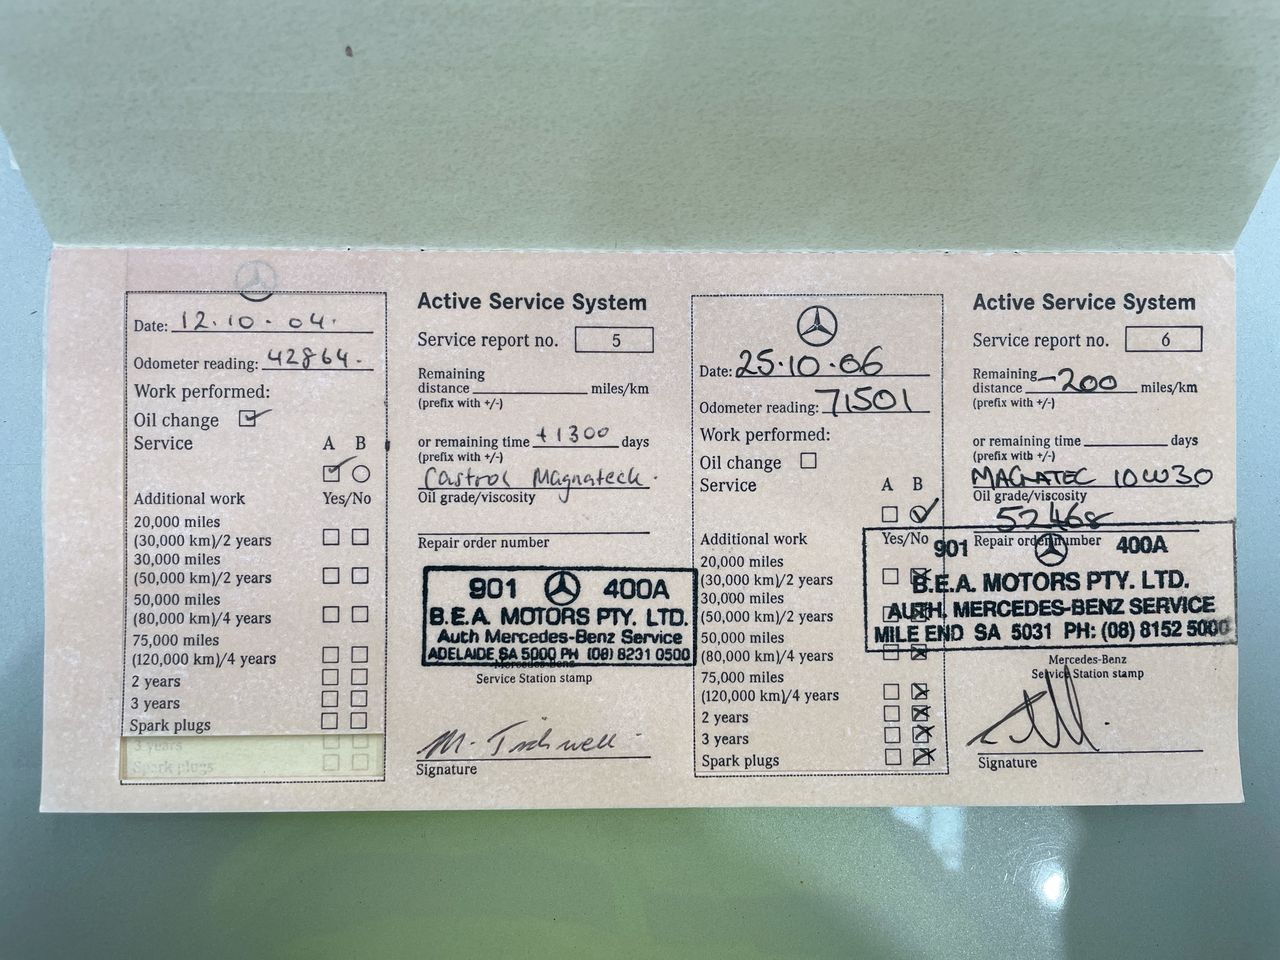 Date: 12.10.04.
Odometer reading: 42864.
Work performed:
Oil change
Service A B
Additional work Yes/No
20,000 miles
(30,000 km)/2 years
30,000 miles
(50,000 km)/2 years
50,000 miles
(80,000 km)/4 years
75,000 miles
(120,000 km)/4 years
2 years
3 years
Spark plugs
3 years
Spark plugs
Active Service System
Service report no. 5
Remaining
distance miles/km
(prefix with +/-)
or remaining time +1300 days
(prefix with +/-)
Castrol Magnateck.
Oil grade/viscosity
Repair order number
901 400A
B.E.A. MOTORS PTY. LTD.
Auth Mercedes-Benz Service
ADELAIDE SA 5000 PH (08) 8231 0500
Mercedes-Benz
Service Station stamp
M.
Signature
Date: 25.10.06
Odometer reading: 71501
Work performed:
Oil change
Service A B
Additional work Yes/No
20,000 miles
(30,000 km)/2 years
30,000 miles
(50,000 km)/2 years
50,000 miles
(80,000 km)/4 years
75,000 miles
(120,000 km)/4 years
2 years
3 years
Spark plugs
Active Service System
Service report no. 6
Remaining
distance -200 miles/km
(prefix with +/-)
or remaining time days
(prefix with +/-)
MAGNATEC 10W30
Oil grade/viscosity
52468
Repair order number
901 400A
B.E.A. MOTORS PTY. LTD.
AUTH. MERCEDES-BENZ SERVICE
MILE END SA 5031 PH: (08) 8152 5000
Mercedes-Benz
Service Station stamp
Signature